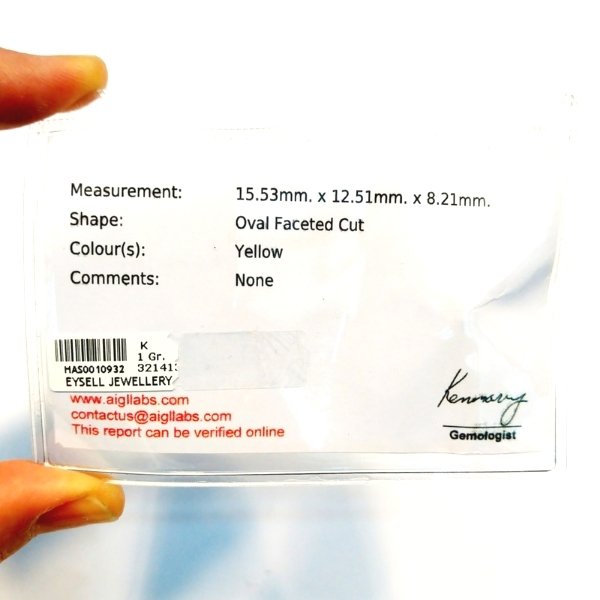 Measurement: 15.53mm. x 12.51mm. x 8.21mm.
Shape: Oval Faceted Cut
Colour(s): Yellow
Comments: None
K
1 Gr.
HAS0010932 321413
EYSELL JEWELLERY
www.aigllabs.com
contactus@aigllabs.com
This report can be verified online
Gemologist